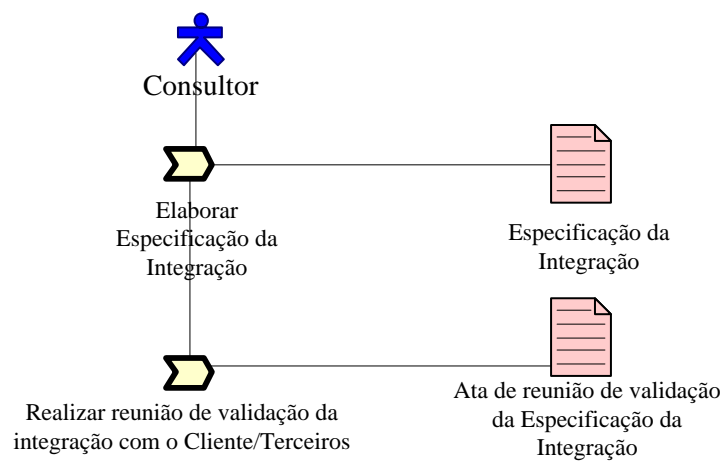 Consultor
Elaborar
Especificação da
Integração
Especificação da
Integração
Realizar reunião de validação da
integração com o Cliente/Terceiros
Ata de reunião de validação
da Especificação da
Integração